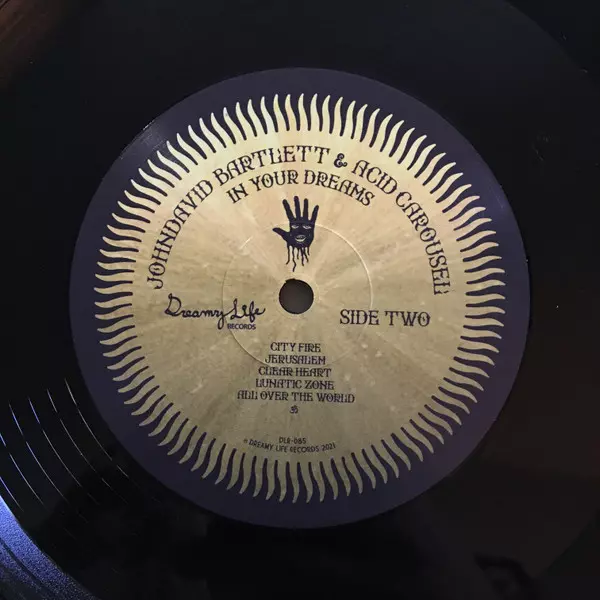 JOHNDAVID BARTLETT & ACID CAROUSEL
IN YOUR DREAMS
Dreamy Life
RECORDS
SIDE TWO
CITY FIRE
JERUSALEM
CLEAR HEART
LUNATIC ZONE
ALL OVER THE WORLD
ॐ
DLR-065
℗ DREAMY LIFE RECORDS 2021